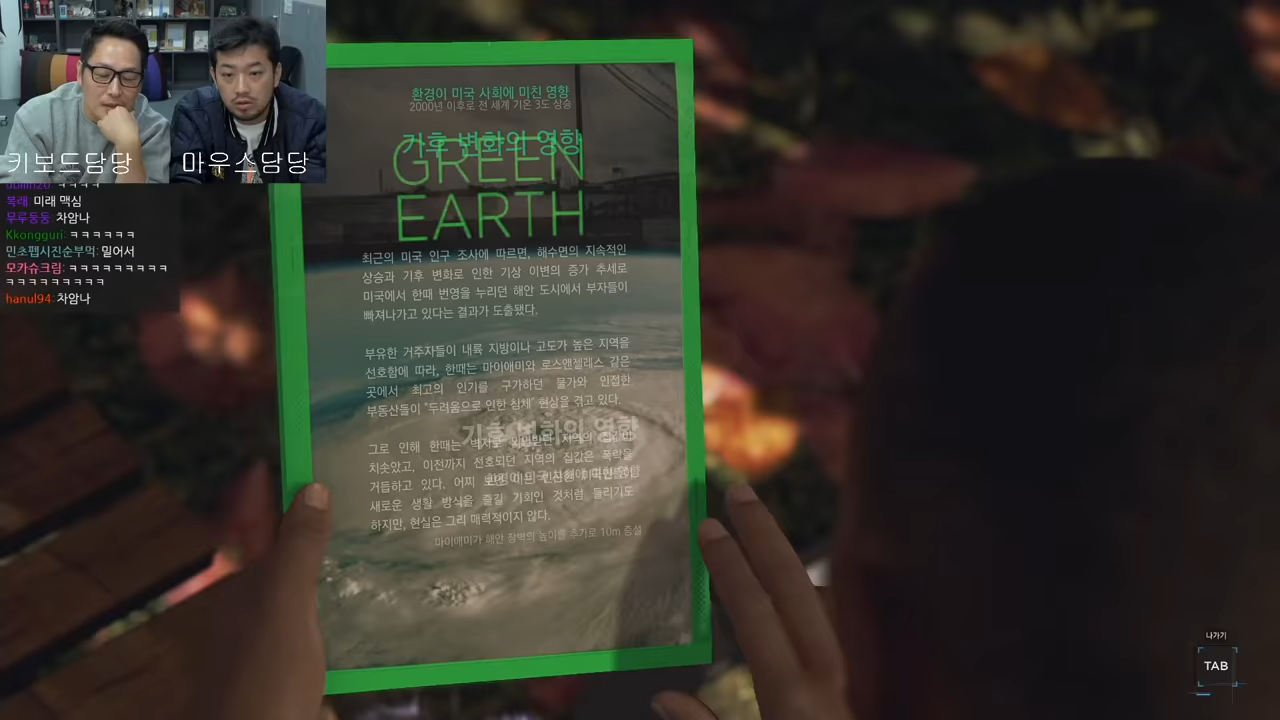 키보드담당
마우스담당
복래: 미래 맥심
무루둥둥: 차암나
Kkongguri: ㅋㅋㅋㅋㅋㅋ
민초펩시진순부먹: 밀어서
모카슈크림: ㅋㅋㅋㅋㅋㅋㅋㅋㅋ
ㅋㅋㅋㅋㅋㅋㅋㅋㅋ
hanul94: 차암나
환경이 미국 사회에 미친 영향
2000년 이후로 전 세계 기온 3도 상승
기후 변화의 영향
GREEN
EARTH
최근의 미국 인구 조사에 따르면, 해수면의 지속적인
상승과 기후 변화로 인한 기상 이변의 증가 추세로
미국에서 한때 번영을 누리던 해안 도시에서 부자들이
빠져나가고 있다는 결과가 도출됐다.
부유한 거주자들이 내륙 지방이나 고도가 높은 지역을
선호함에 따라, 한때는 마이애미와 로스앤젤레스 같은
곳에서 최고의 인기를 구가하던 물가와 인접한
부동산들이 "두려움으로 인한 침체" 현상을 겪고 있다.
기후 변화의 영향
그로 인해 한때는 지역의
치솟았고, 이전까지 선호되던 지역의 집값은 폭락을
거듭하고 있다. 어찌
새로운 생활 방식을 즐길 기회인 것처럼 들리기도
하지만, 현실은 그리 매력적이지 않다.
마이애미가 해안 장벽의 높이를 추가로 10m 증설
나가기
TAB